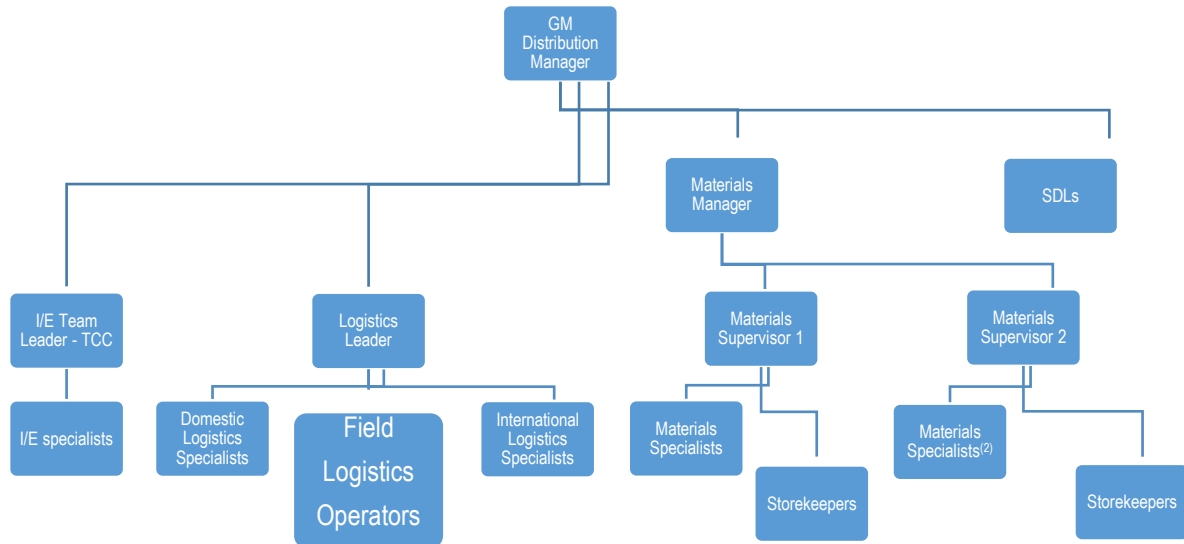 GM
Distribution
Manager
Materials
Manager
SDLs
I/E Team
Leader - TCC
Logistics
Leader
Materials
Supervisor 1
Materials
Supervisor 2
I/E specialists
Domestic
Logistics
Specialists
Field
Logistics
Operators
International
Logistics
Specialists
Materials
Specialists
Storekeepers
Materials
Specialists(2)
Storekeepers